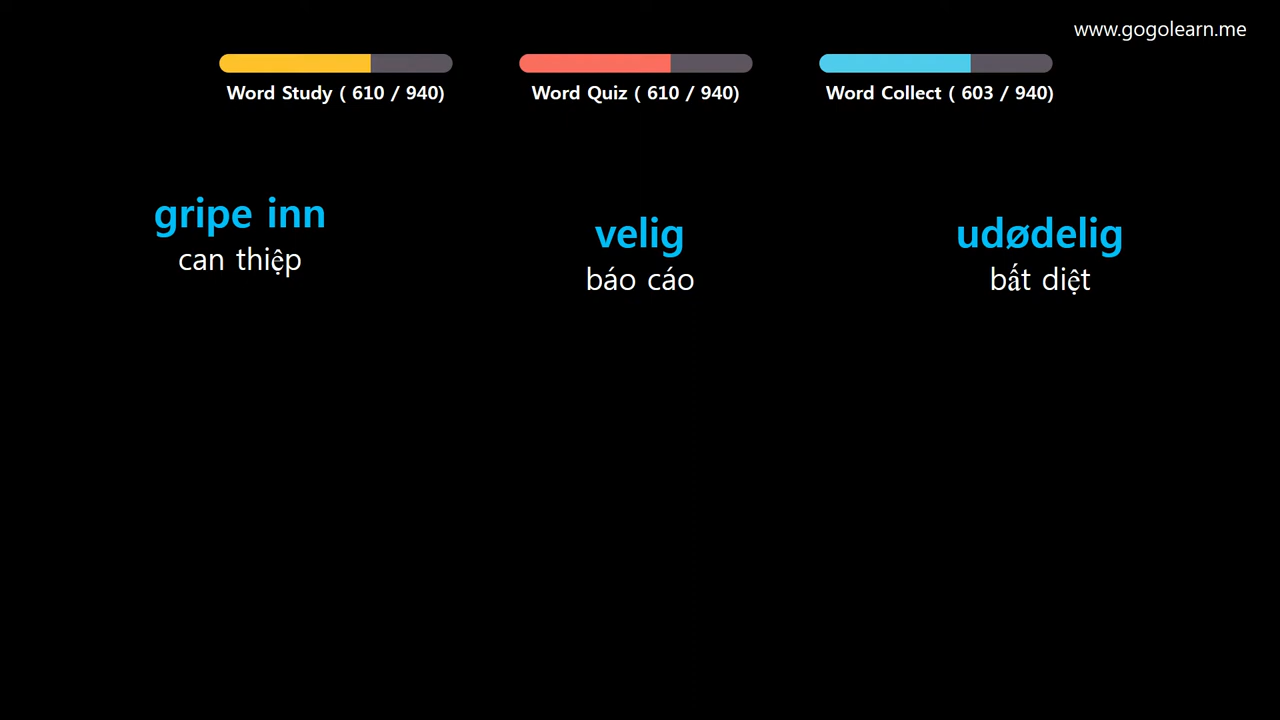 www.gogolearn.me
Word Study ( 610 / 940)
Word Quiz ( 610 / 940)
Word Collect ( 603 / 940)
gripe inn
can thiệp
velig
báo cáo
udødelig
bất diệt